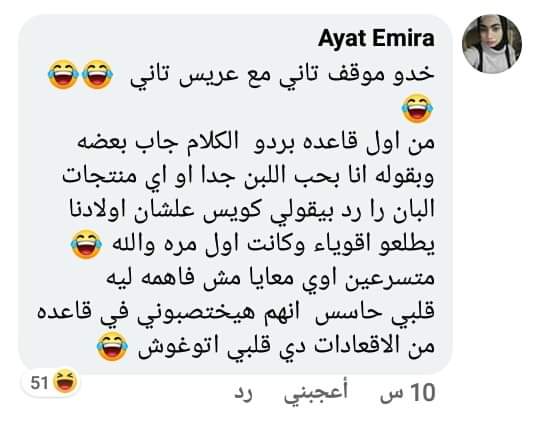 Ayat Emira
خدو موقف تاني مع عريس تاني 😂😂
😂
من اول قاعده بردو الكلام جاب بعضه
وبقوله انا بحب اللبن جدا او اي منتجات
البان را رد بيقولي كويس علشان اولادنا
يطلعو اقوياء وكانت اول مره والله 😂
متسرعين اوي معايا مش فاهمه ليه
قلبي حاسس انهم هيختصبوني في قاعده
من الاقعادات دي قلبي اتوغوش 😂
10 س أعجبني رد
51